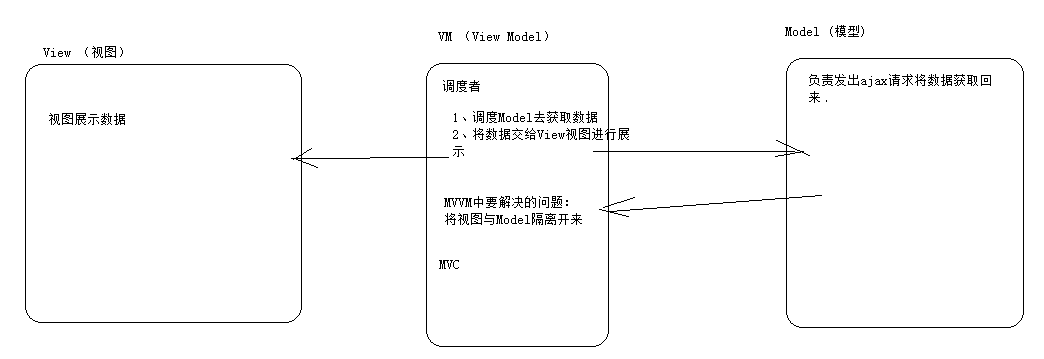 View （视图）
视图展示数据
VM （View Model）
调度者
1、调度Model去获取数据
2、将数据交给View视图进行展
示
MVVM中要解决的问题：
将视图与Model隔离开来
MVC
Model (模型)
负责发出ajax请求将数据获取回
来.